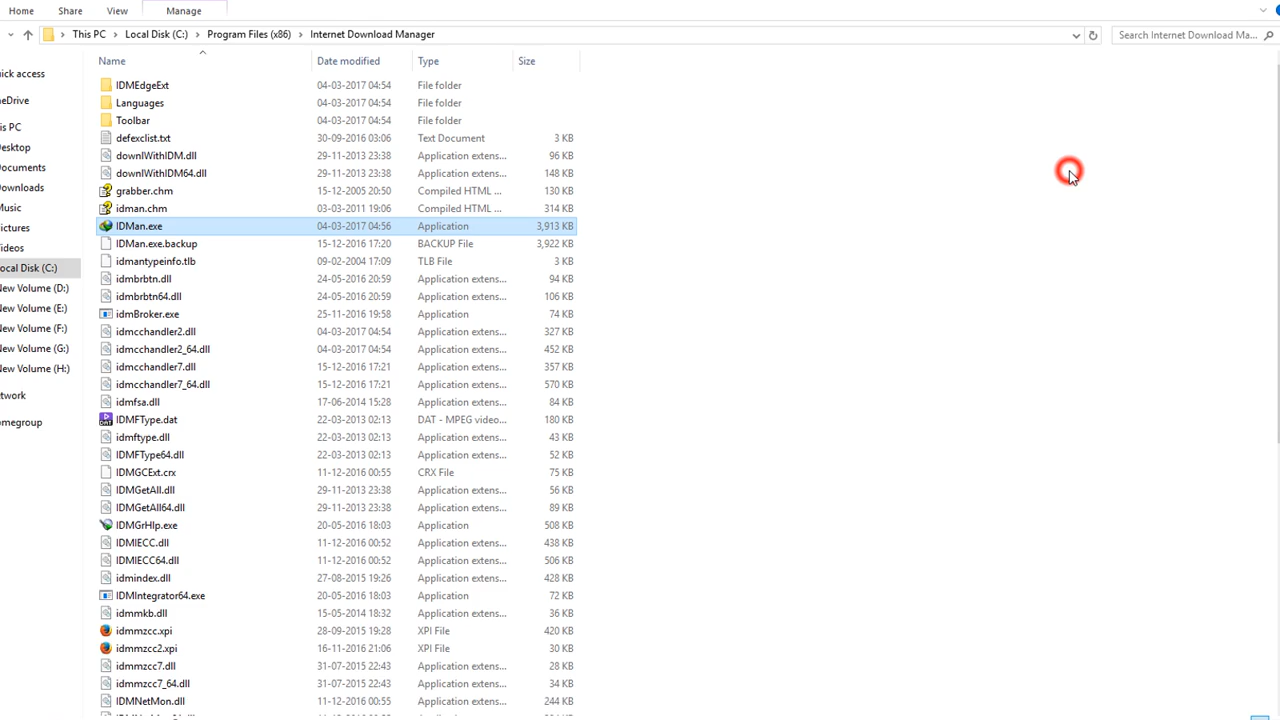 Home Share View Manage
This PC Local Disk (C:) Program Files (x86) Internet Download Manager Search Internet Download Ma...
Name Date modified Type Size
IDMEdgeExt 04-03-2017 04:54 File folder
Languages 04-03-2017 04:54 File folder
Toolbar 04-03-2017 04:54 File folder
defexclist.txt 30-09-2016 03:06 Text Document 3 KB
downlWithIDM.dll 29-11-2013 23:38 Application extens... 96 KB
downlWithIDM64.dll 29-11-2013 23:38 Application extens... 148 KB
grabber.chm 15-12-2005 20:50 Compiled HTML ... 130 KB
idman.chm 03-03-2011 19:06 Compiled HTML ... 314 KB
IDMan.exe 04-03-2017 04:56 Application 3,913 KB
IDMan.exe.backup 15-12-2016 17:20 BACKUP File 3,922 KB
idmantypeinfo.tlb 09-02-2004 17:09 TLB File 3 KB
idmbrbtn.dll 24-05-2016 20:59 Application extens... 94 KB
idmbrbtn64.dll 24-05-2016 20:59 Application extens... 106 KB
idmBroker.exe 25-11-2016 19:58 Application 74 KB
idmcchandler2.dll 04-03-2017 04:54 Application extens... 327 KB
idmcchandler2_64.dll 04-03-2017 04:54 Application extens... 452 KB
idmcchandler7.dll 15-12-2016 17:21 Application extens... 357 KB
idmcchandler7_64.dll 15-12-2016 17:21 Application extens... 570 KB
idmfsa.dll 17-06-2014 15:28 Application extens... 84 KB
IDMFType.dat 22-03-2013 02:13 DAT - MPEG video... 180 KB
idmftype.dll 22-03-2013 02:13 Application extens... 43 KB
IDMFType64.dll 22-03-2013 02:13 Application extens... 52 KB
IDMGCExt.crx 11-12-2016 00:55 CRX File 75 KB
IDMGetAll.dll 29-11-2013 23:38 Application extens... 56 KB
IDMGetAll64.dll 29-11-2013 23:38 Application extens... 89 KB
IDMGrHlp.exe 20-05-2016 18:03 Application 508 KB
IDMIECC.dll 11-12-2016 00:52 Application extens... 438 KB
IDMIECC64.dll 11-12-2016 00:52 Application extens... 506 KB
idmindex.dll 27-08-2015 19:26 Application extens... 428 KB
IDMIntegrator64.exe 20-05-2016 18:03 Application 72 KB
idmmkb.dll 15-05-2014 18:32 Application extens... 36 KB
idmmzcc.xpi 28-09-2015 19:28 XPI File 420 KB
idmmzcc2.xpi 16-11-2016 21:06 XPI File 30 KB
idmmzcc7.dll 31-07-2015 22:43 Application extens... 28 KB
idmmzcc7_64.dll 31-07-2015 22:43 Application extens... 34 KB
IDMNetMon.dll 11-12-2016 00:55 Application extens... 244 KB
uick access
neDrive
is PC
esktop
ocuments
ownloads
usic
ictures
ideos
ocal Disk (C:)
ew Volume (D:)
ew Volume (E:)
ew Volume (F:)
ew Volume (G:)
ew Volume (H:)
etwork
omegroup